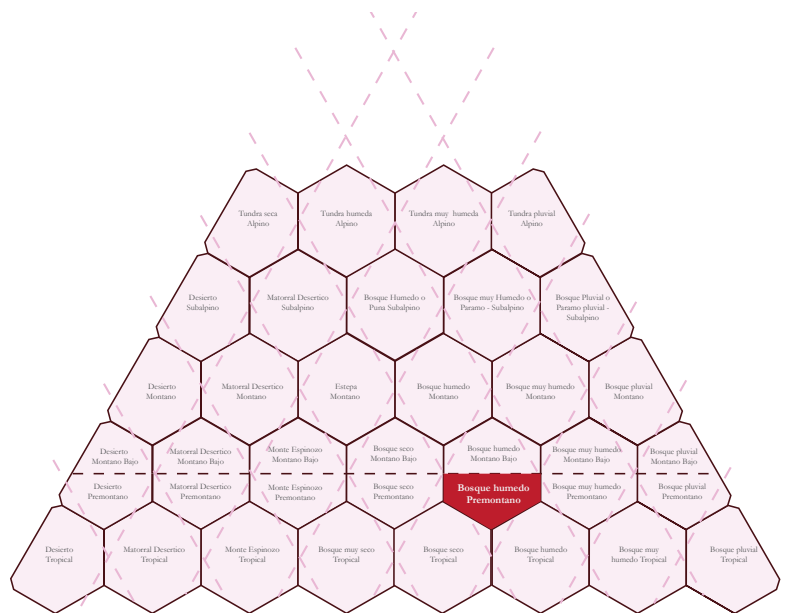 Tundra seca
Alpino
Tundra humeda
Alpino
Tundra muy humeda
Alpino
Tundra pluvial
Alpino
Desierto
Subalpino
Matorral Desertico
Subalpino
Bosque Humedo o
Puna Subalpino
Bosque muy Humedo o
Paramo - Subalpino
Bosque Pluvial o
Paramo pluvial -
Subalpino
Desierto
Montano
Matorral Desertico
Montano
Estepa
Montano
Bosque humedo
Montano
Bosque muy humedo
Montano
Bosque pluvial
Montano
Desierto
Montano Bajo
Matorral Desertico
Montano Bajo
Monte Espinozo
Montano Bajo
Bosque seco
Montano Bajo
Bosque humedo
Montano Bajo
Bosque muy humedo
Montano Bajo
Bosque pluvial
Montano Bajo
Desierto
Premontano
Matorral Desertico
Premontano
Monte Espinozo
Premontano
Bosque seco
Premontano
Bosque humedo
Premontano
Bosque muy humedo
Premontano
Bosque pluvial
Premontano
Desierto
Tropical
Matorral Desertico
Tropical
Monte Espinozo
Tropical
Bosque muy seco
Tropical
Bosque seco
Tropical
Bosque humedo
Tropical
Bosque muy
humedo Tropical
Bosque pluvial
Tropical